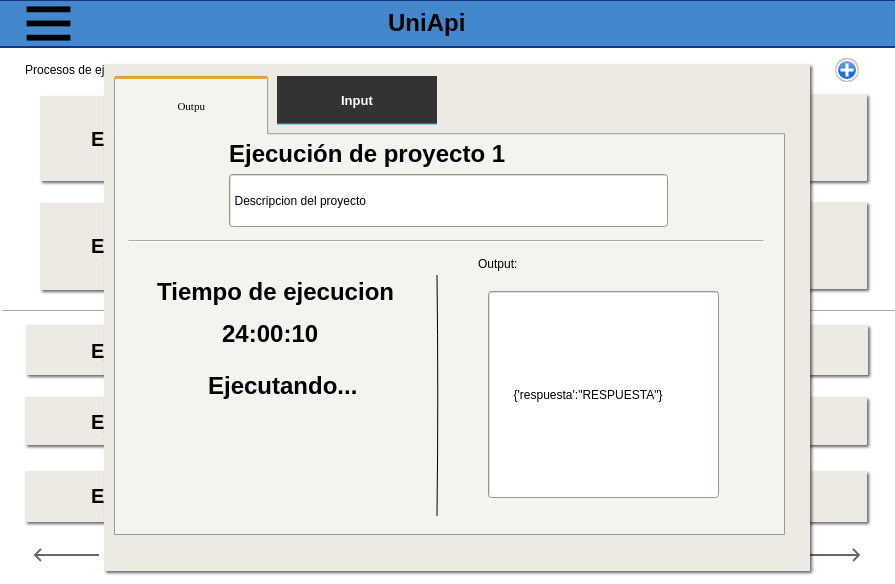 UniApi
Procesos de ej
Outpu
Input
E
Ejecución de proyecto 1
Descripcion del proyecto
E
Output:
Tiempo de ejecucion
24:00:10
E
Ejecutando...
{'respuesta':"RESPUESTA"}
E
E